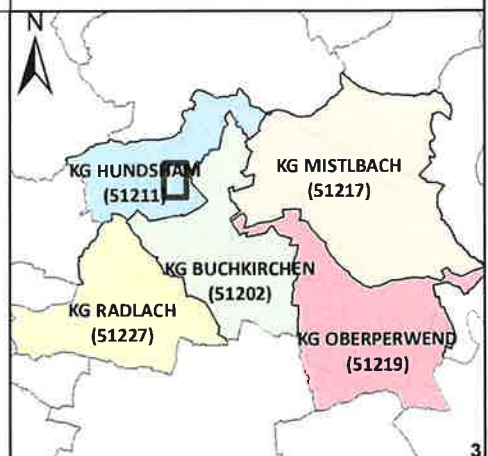 N
KG HUNDSHAM
(51211)
KG MISTLBACH
(51217)
KG BUCHKIRCHEN
(51202)
KG RADLACH
(51227)
KG OBERPERWEND
(51219)
3